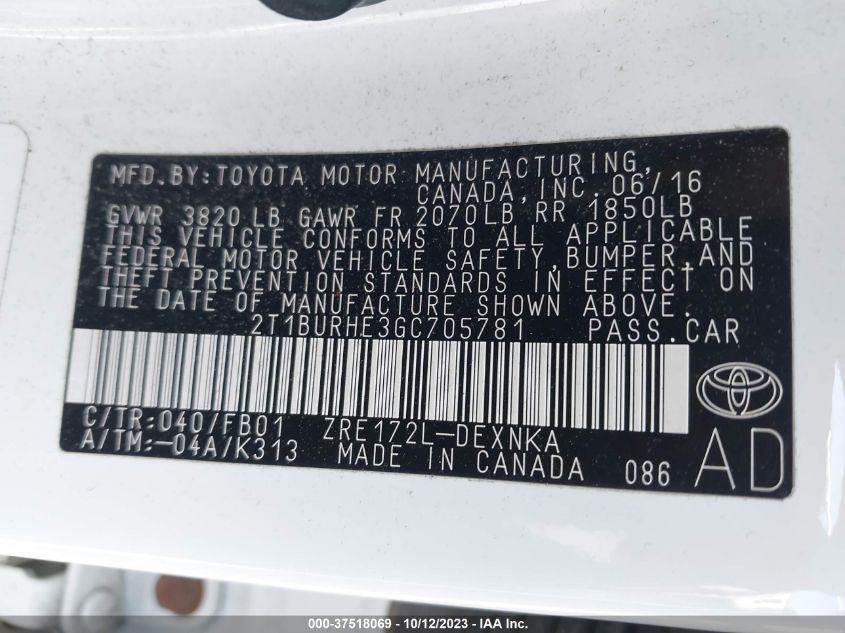 MFD.BY:TOYOTA MOTOR MANUFACTURING,
CANADA,INC. 06/16
GVWR 3820 LB GAWR FR 2070LB RR 1850LB
THIS VEHICLE CONFORMS TO ALL APPLICABLE
FEDERAL MOTOR VEHICLE SAFETY,BUMPER,AND
THEFT PREVENTION STANDARDS IN EFFECT ON
THE DATE OF MANUFACTURE SHOWN ABOVE.
2T1BURHE3GC705781 PASS.CAR
C/TR:040/FB01 ZRE172L-DEXNKA
A/TM:-04A/K313 MADE IN CANADA 086 AD
000-37518069 - 10/12/2023 - IAA Inc.